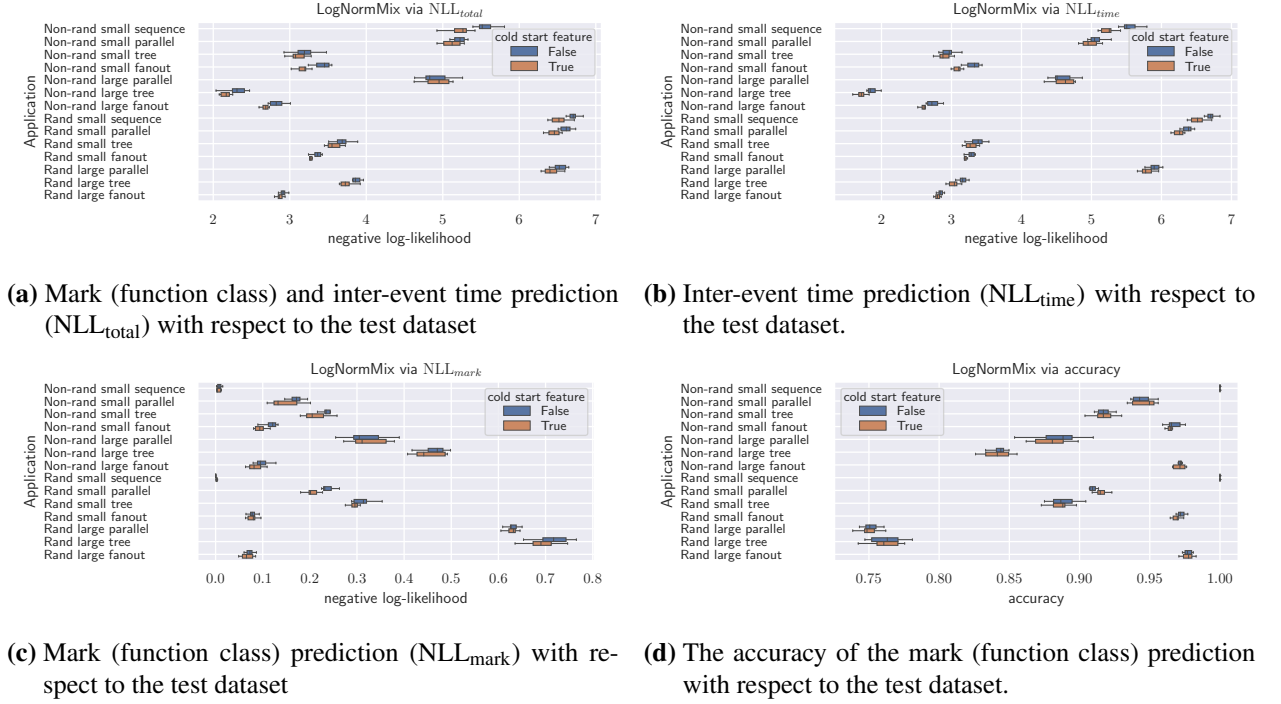 LogNormMix via NLL_total
Non-rand small sequence
Non-rand small parallel
Non-rand small tree
Non-rand small fanout
Non-rand large parallel
Non-rand large tree
Non-rand large fanout
Rand small sequence
Rand small parallel
Rand small tree
Rand small fanout
Rand large parallel
Rand large tree
Rand large fanout
Application
cold start feature
False
True
2 3 4 5 6 7
negative log-likelihood
LogNormMix via NLL_time
Non-rand small sequence
Non-rand small parallel
Non-rand small tree
Non-rand small fanout
Non-rand large parallel
Non-rand large tree
Non-rand large fanout
Rand small sequence
Rand small parallel
Rand small tree
Rand small fanout
Rand large parallel
Rand large tree
Rand large fanout
Application
cold start feature
False
True
2 3 4 5 6 7
negative log-likelihood
(a) Mark (function class) and inter-event time prediction
(NLL_total) with respect to the test dataset
(b) Inter-event time prediction (NLL_time) with respect to
the test dataset.
LogNormMix via NLL_mark
Non-rand small sequence
Non-rand small parallel
Non-rand small tree
Non-rand small fanout
Non-rand large parallel
Non-rand large tree
Non-rand large fanout
Rand small sequence
Rand small parallel
Rand small tree
Rand small fanout
Rand large parallel
Rand large tree
Rand large fanout
Application
cold start feature
False
True
0.0 0.1 0.2 0.3 0.4 0.5 0.6 0.7 0.8
negative log-likelihood
LogNormMix via accuracy
Non-rand small sequence
Non-rand small parallel
Non-rand small tree
Non-rand small fanout
Non-rand large parallel
Non-rand large tree
Non-rand large fanout
Rand small sequence
Rand small parallel
Rand small tree
Rand small fanout
Rand large parallel
Rand large tree
Rand large fanout
Application
cold start feature
False
True
0.75 0.80 0.85 0.90 0.95 1.00
accuracy
(c) Mark (function class) prediction (NLL_mark) with re-
spect to the test dataset
(d) The accuracy of the mark (function class) prediction
with respect to the test dataset.